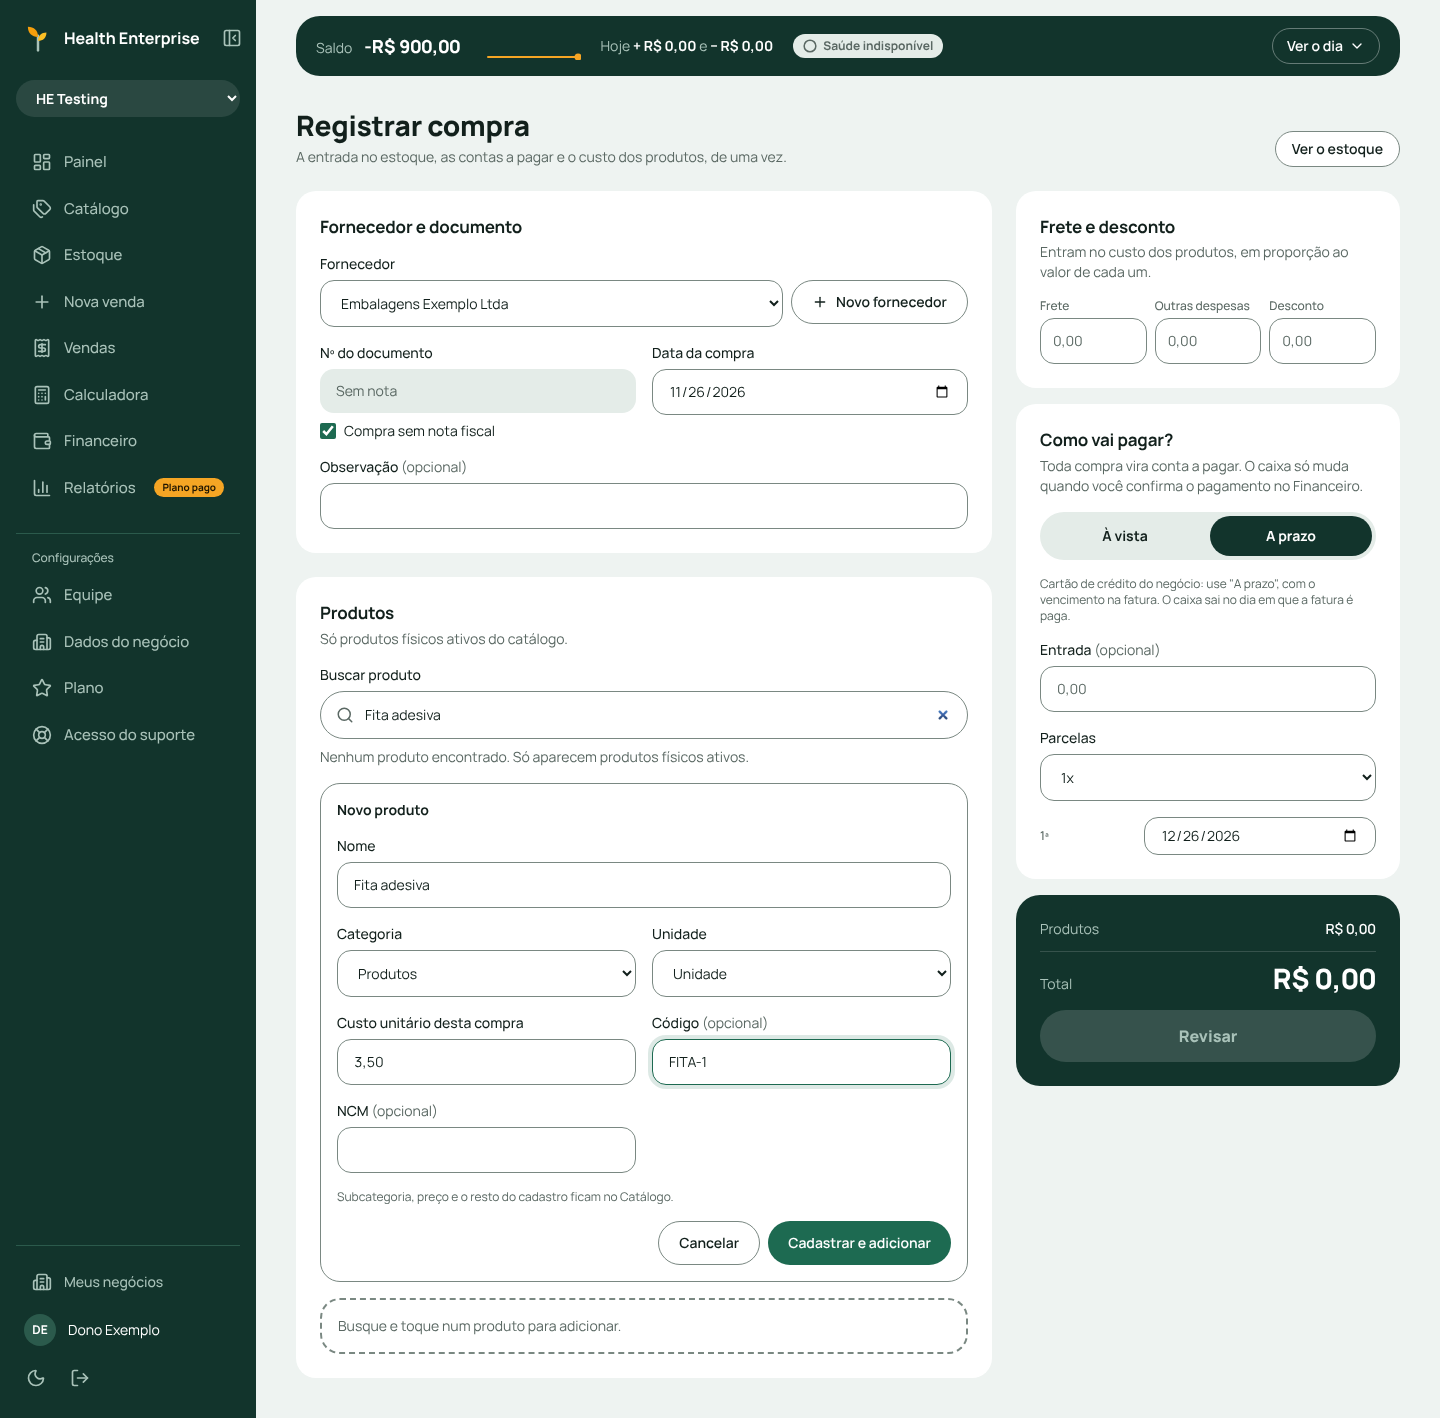 Health Enterprise
HE Testing
Painel
Catálogo
Estoque
Nova venda
Vendas
Calculadora
Financeiro
Relatórios Plano pago
Configurações
Equipe
Dados do negócio
Plano
Acesso do suporte
Meus negócios
DE Dono Exemplo
Saldo -R$ 900,00 Hoje + R$ 0,00 e − R$ 0,00 Saúde indisponível Ver o dia
Registrar compra
A entrada no estoque, as contas a pagar e o custo dos produtos, de uma vez.
Ver o estoque
Fornecedor e documento
Fornecedor
Embalagens Exemplo Ltda Novo fornecedor
Nº do documento Data da compra
Sem nota 11/26/2026
Compra sem nota fiscal
Observação (opcional)
Produtos
Só produtos físicos ativos do catálogo.
Buscar produto
Fita adesiva
Nenhum produto encontrado. Só aparecem produtos físicos ativos.
Novo produto
Nome
Fita adesiva
Categoria Unidade
Produtos Unidade
Custo unitário desta compra Código (opcional)
3,50 FITA-1
NCM (opcional)
Subcategoria, preço e o resto do cadastro ficam no Catálogo.
Cancelar Cadastrar e adicionar
Busque e toque num produto para adicionar.
Frete e desconto
Entram no custo dos produtos, em proporção ao
valor de cada um.
Frete Outras despesas Desconto
0,00 0,00 0,00
Como vai pagar?
Toda compra vira conta a pagar. O caixa só muda
quando você confirma o pagamento no Financeiro.
À vista A prazo
Cartão de crédito do negócio: use "A prazo", com o
vencimento na fatura. O caixa sai no dia em que a fatura é
paga.
Entrada (opcional)
0,00
Parcelas
1x
1ª 12/26/2026
Produtos R$ 0,00
Total R$ 0,00
Revisar